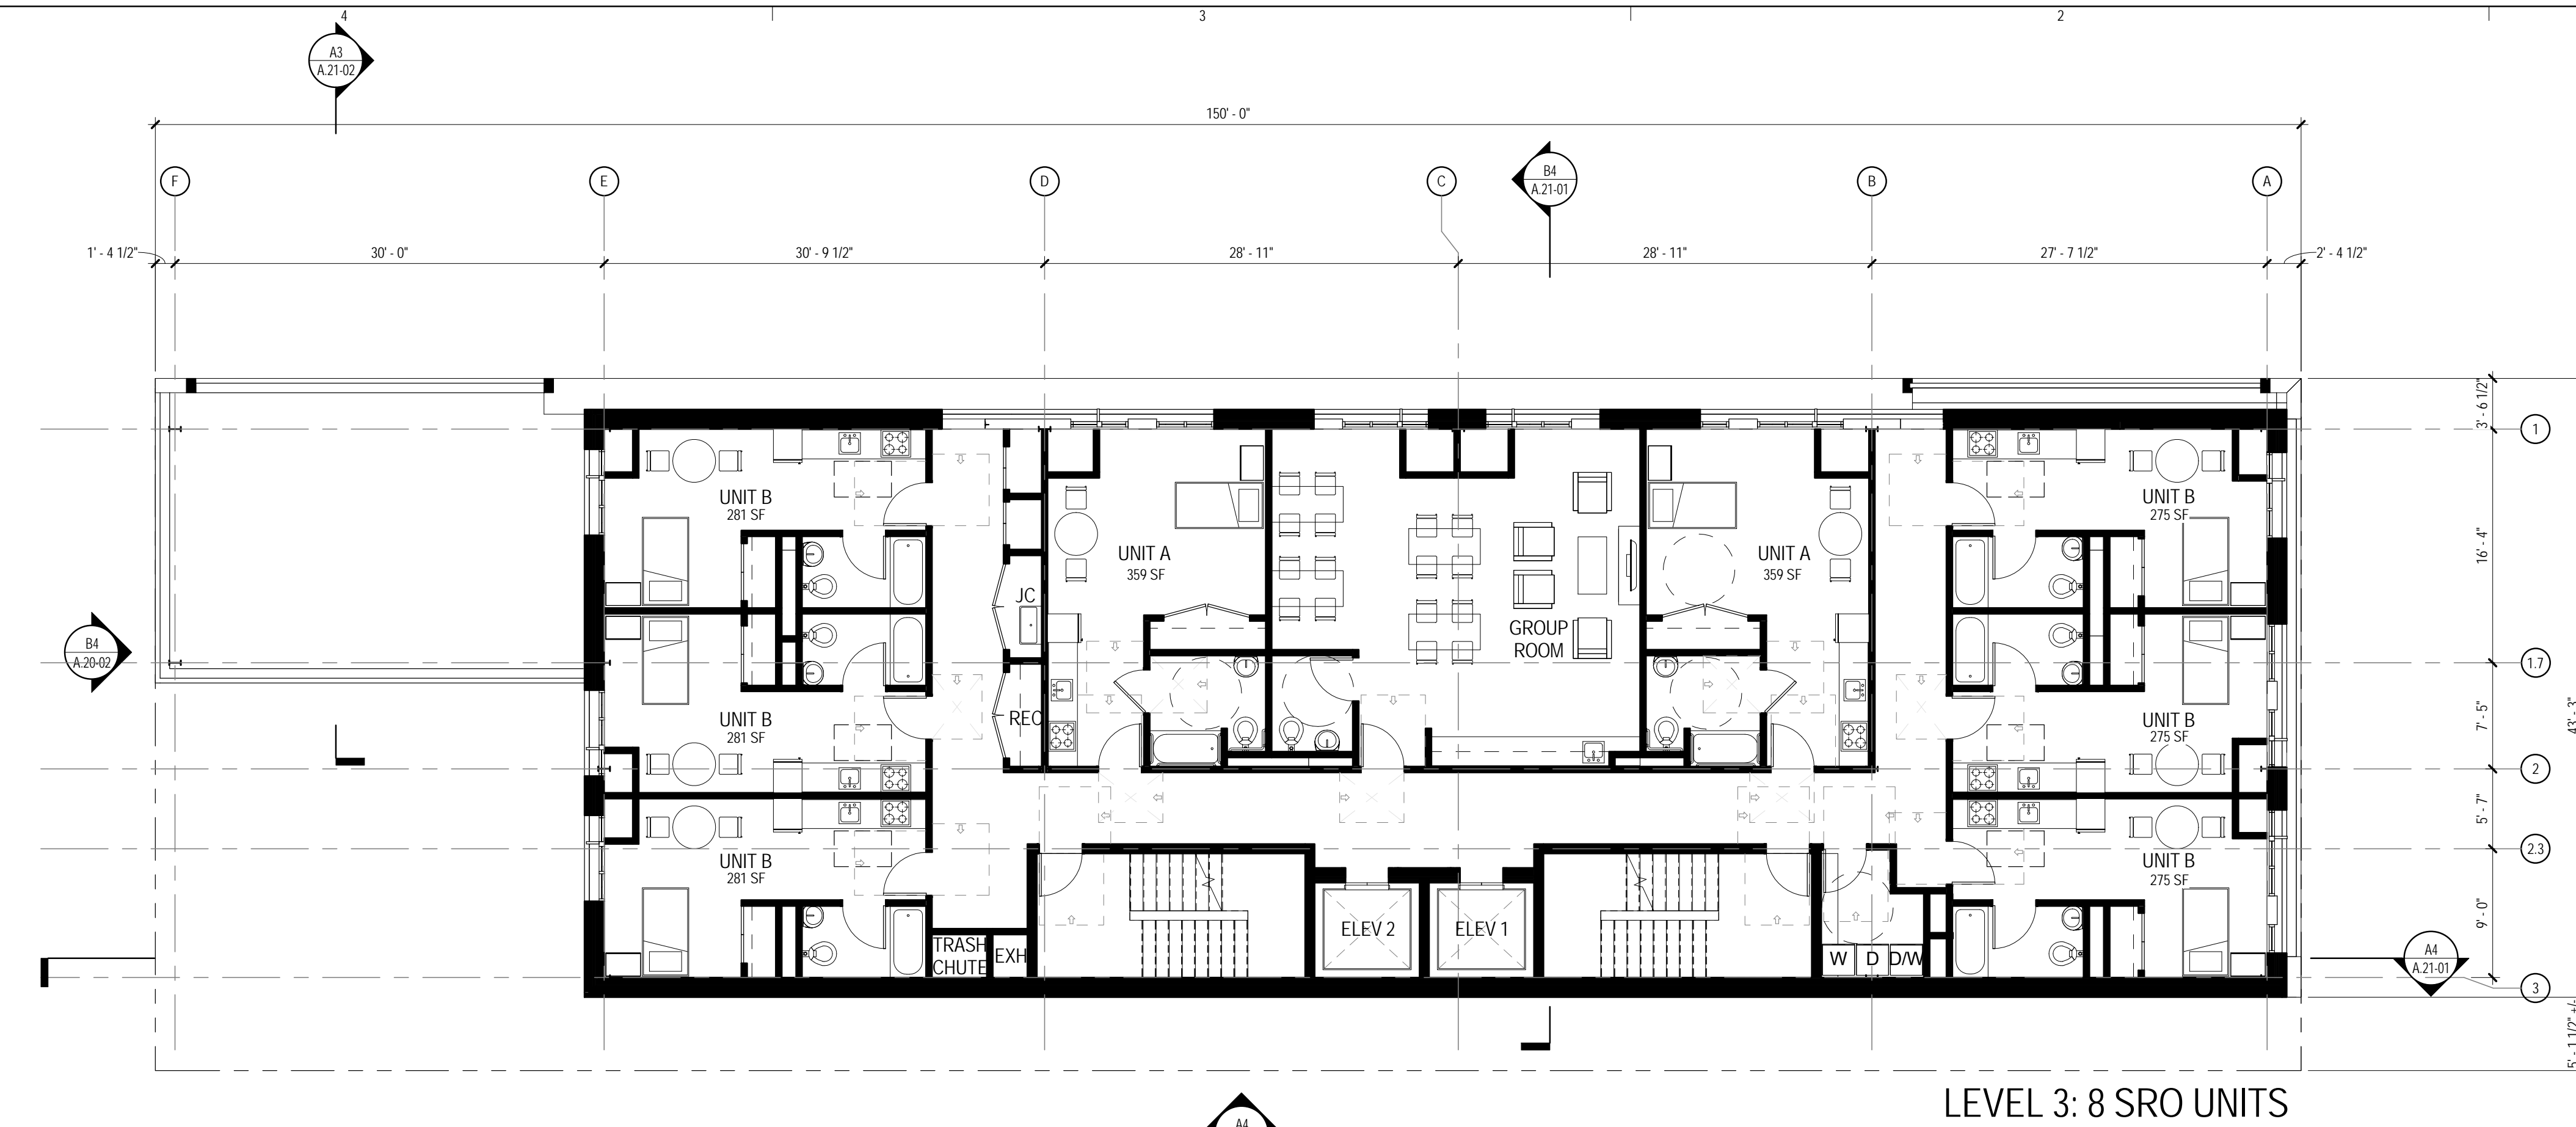 4
3
2
A3
A.21-02
150' - 0"
F
E
D
C
B4
A.21-01
B
A
1' - 4 1/2"
30' - 0"
30' - 9 1/2"
28' - 11"
28' - 11"
27' - 7 1/2"
2' - 4 1/2"
3' - 6 1/2"
1
UNIT B
281 SF
UNIT A
359 SF
UNIT A
359 SF
UNIT B
275 SF
16' - 4"
JC
GROUP
ROOM
B4
A.20-02
1.7
REC
UNIT B
281 SF
UNIT B
275 SF
7' - 5"
43' - 3"
2
5' - 7"
2.3
UNIT B
281 SF
UNIT B
275 SF
9' - 0"
TRASH
CHUTE
EXH
ELEV 2
ELEV 1
W
D
D/W
A4
A.21-01
3
5' - 1 1/2" +/-
LEVEL 3: 8 SRO UNITS
A4